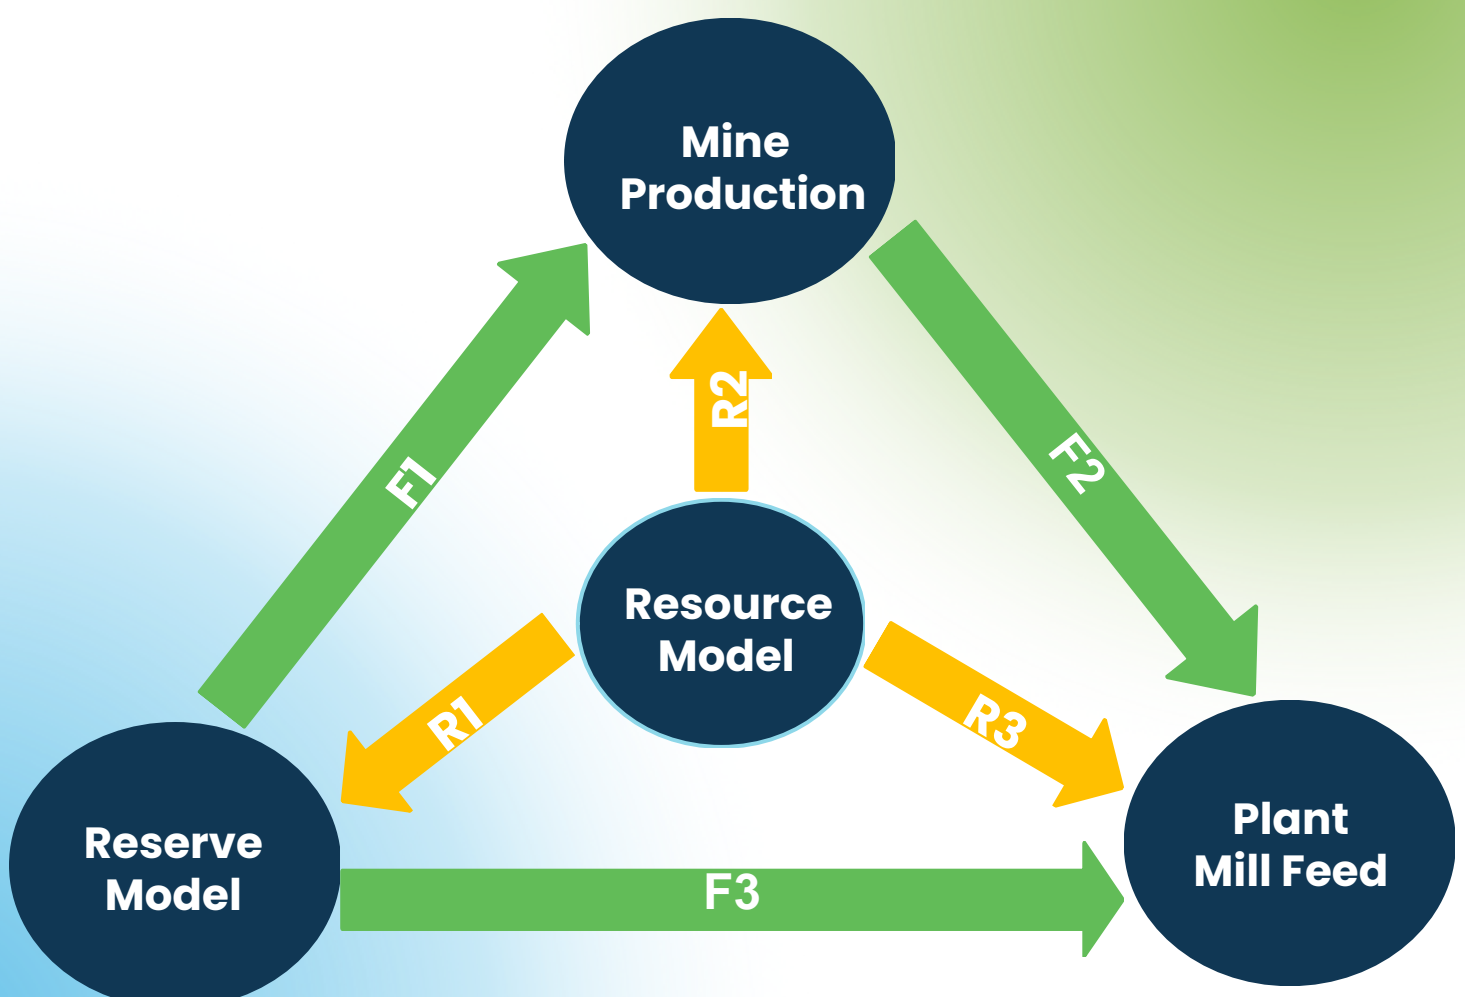 Mine
Production
F1
R2
F2
Resource
Model
R1
R3
Reserve
Model
F3
Plant
Mill Feed